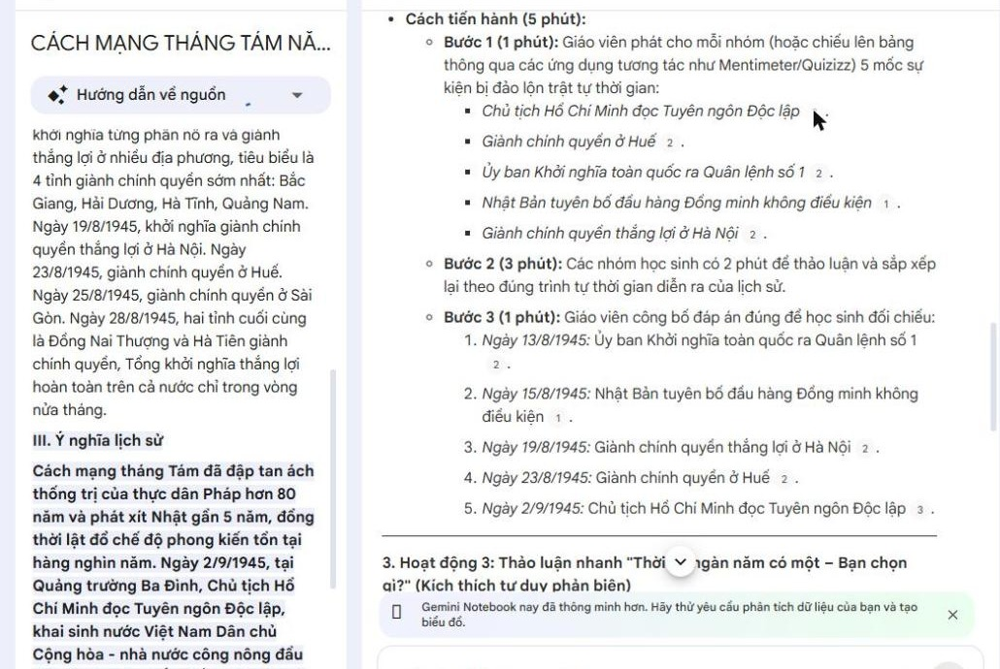 CÁCH MẠNG THÁNG TÁM NĂ...
Hướng dẫn về nguồn
khởi nghĩa từng phần nổ ra và giành
thắng lợi ở nhiều địa phương, tiêu biểu là
4 tỉnh giành chính quyền sớm nhất: Bắc
Giang, Hải Dương, Hà Tĩnh, Quảng Nam.
Ngày 19/8/1945, khởi nghĩa giành chính
quyền thắng lợi ở Hà Nội. Ngày
23/8/1945, giành chính quyền ở Huế.
Ngày 25/8/1945, giành chính quyền ở Sài
Gòn. Ngày 28/8/1945, hai tỉnh cuối cùng
là Đồng Nai Thượng và Hà Tiên giành
chính quyền, Tổng khởi nghĩa thắng lợi
hoàn toàn trên cả nước chỉ trong vòng
nửa tháng.
III. Ý nghĩa lịch sử
Cách mạng tháng Tám đã đập tan ách
thống trị của thực dân Pháp hơn 80
năm và phát xít Nhật gần 5 năm, đồng
thời lật đổ chế độ phong kiến tồn tại
hàng nghìn năm. Ngày 2/9/1945, tại
Quảng trường Ba Đình, Chủ tịch Hồ
Chí Minh đọc Tuyên ngôn Độc lập,
khai sinh nước Việt Nam Dân chủ
Cộng hòa - nhà nước công nông đầu
• Cách tiến hành (5 phút):
Bước 1 (1 phút): Giáo viên phát cho mỗi nhóm (hoặc chiếu lên bảng
thông qua các ứng dụng tương tác như Mentimeter/Quizizz) 5 mốc sự
kiện bị đảo lộn trật tự thời gian:
Chủ tịch Hồ Chí Minh đọc Tuyên ngôn Độc lập .
Giành chính quyền ở Huế 2 .
Ủy ban Khởi nghĩa toàn quốc ra Quân lệnh số 1 2 .
Nhật Bản tuyên bố đầu hàng Đồng minh không điều kiện 1 .
Giành chính quyền thắng lợi ở Hà Nội 2 .
Bước 2 (3 phút): Các nhóm học sinh có 2 phút để thảo luận và sắp xếp
lại theo đúng trình tự thời gian diễn ra của lịch sử.
Bước 3 (1 phút): Giáo viên công bố đáp án đúng để học sinh đối chiếu:
1. Ngày 13/8/1945: Ủy ban Khởi nghĩa toàn quốc ra Quân lệnh số 1
2 .
2. Ngày 15/8/1945: Nhật Bản tuyên bố đầu hàng Đồng minh không
điều kiện 1 .
3. Ngày 19/8/1945: Giành chính quyền thắng lợi ở Hà Nội 2 .
4. Ngày 23/8/1945: Giành chính quyền ở Huế 2 .
5. Ngày 2/9/1945: Chủ tịch Hồ Chí Minh đọc Tuyên ngôn Độc lập 3 .
3. Hoạt động 3: Thảo luận nhanh "Thời ngàn năm có một – Bạn chọn
gì?" (Kích thích tư duy phản biện)
Gemini Notebook nay đã thông minh hơn. Hãy thử yêu cầu phân tích dữ liệu của bạn và tạo
biểu đồ.